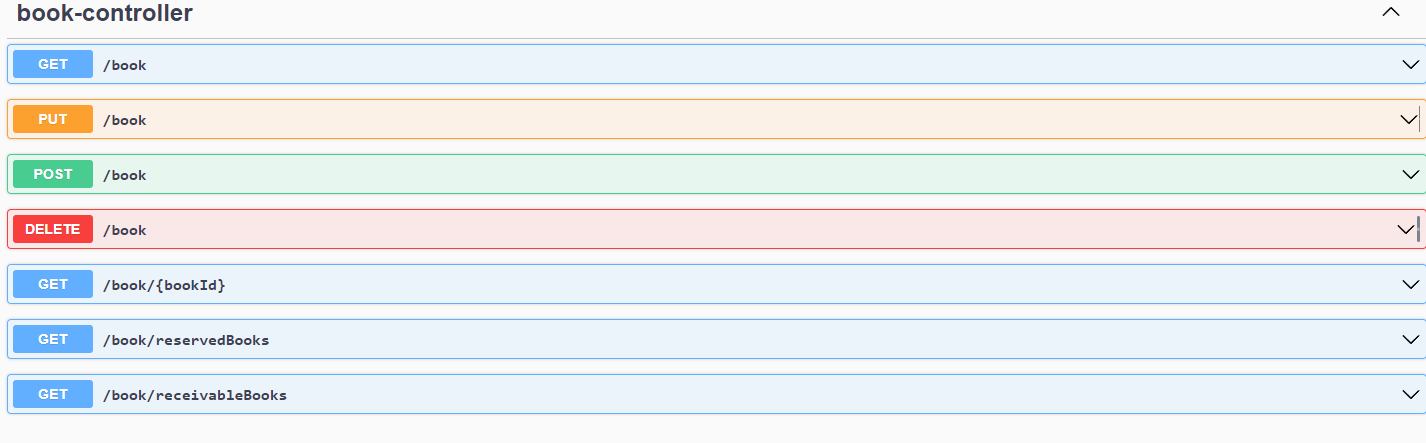 book-controller
GET /book
PUT /book
POST /book
DELETE /book
GET /book/{bookId}
GET /book/reservedBooks
GET /book/receivableBooks